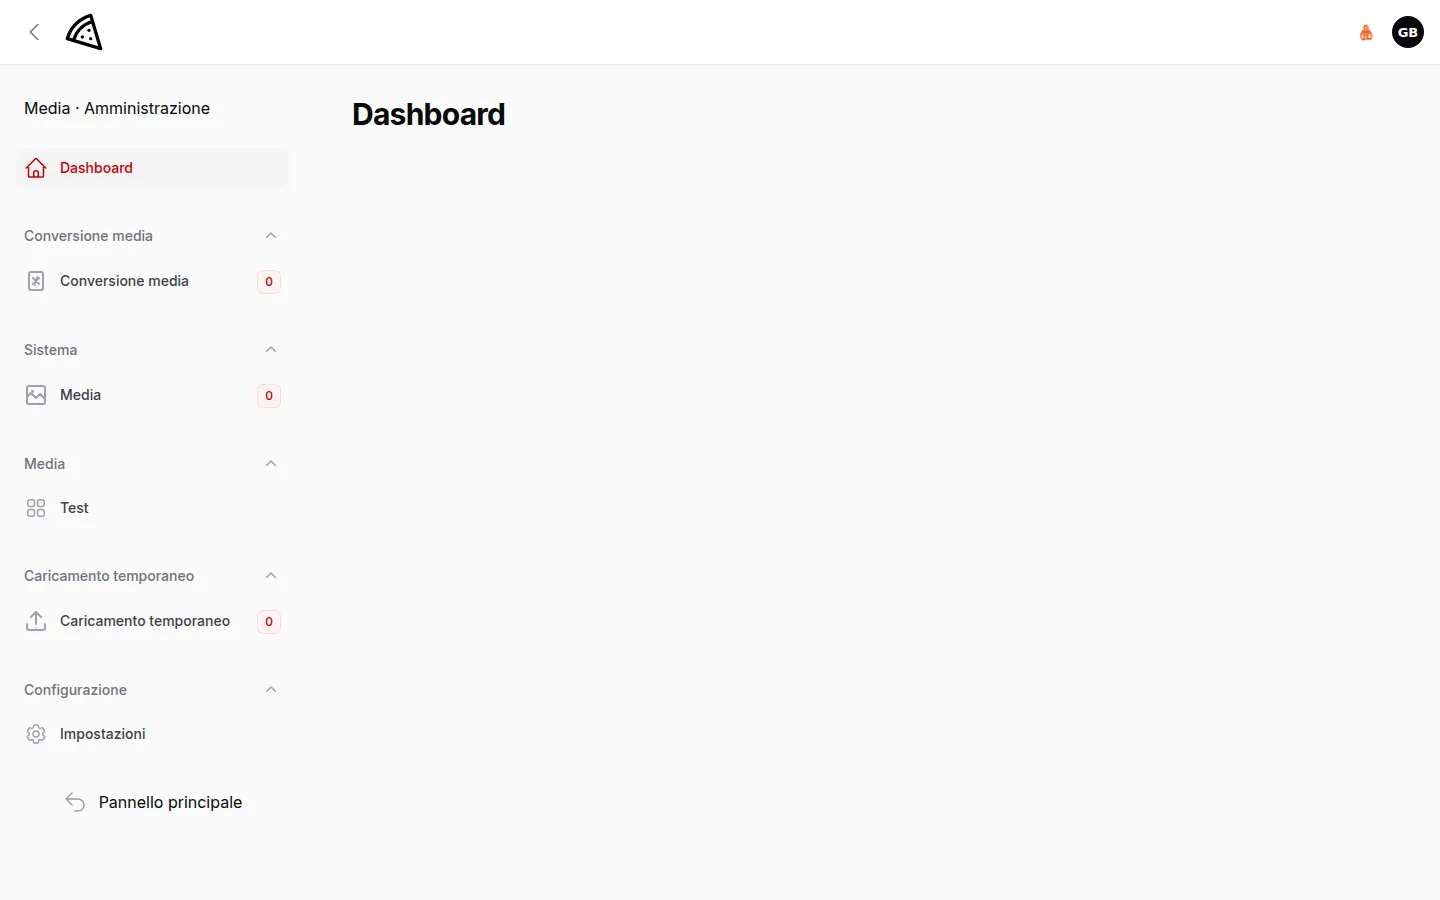 GB
Media · Amministrazione
Dashboard
Dashboard
Conversione media
Conversione media 0
Sistema
Media 0
Media
Test
Caricamento temporaneo
Caricamento temporaneo 0
Configurazione
Impostazioni
Pannello principale